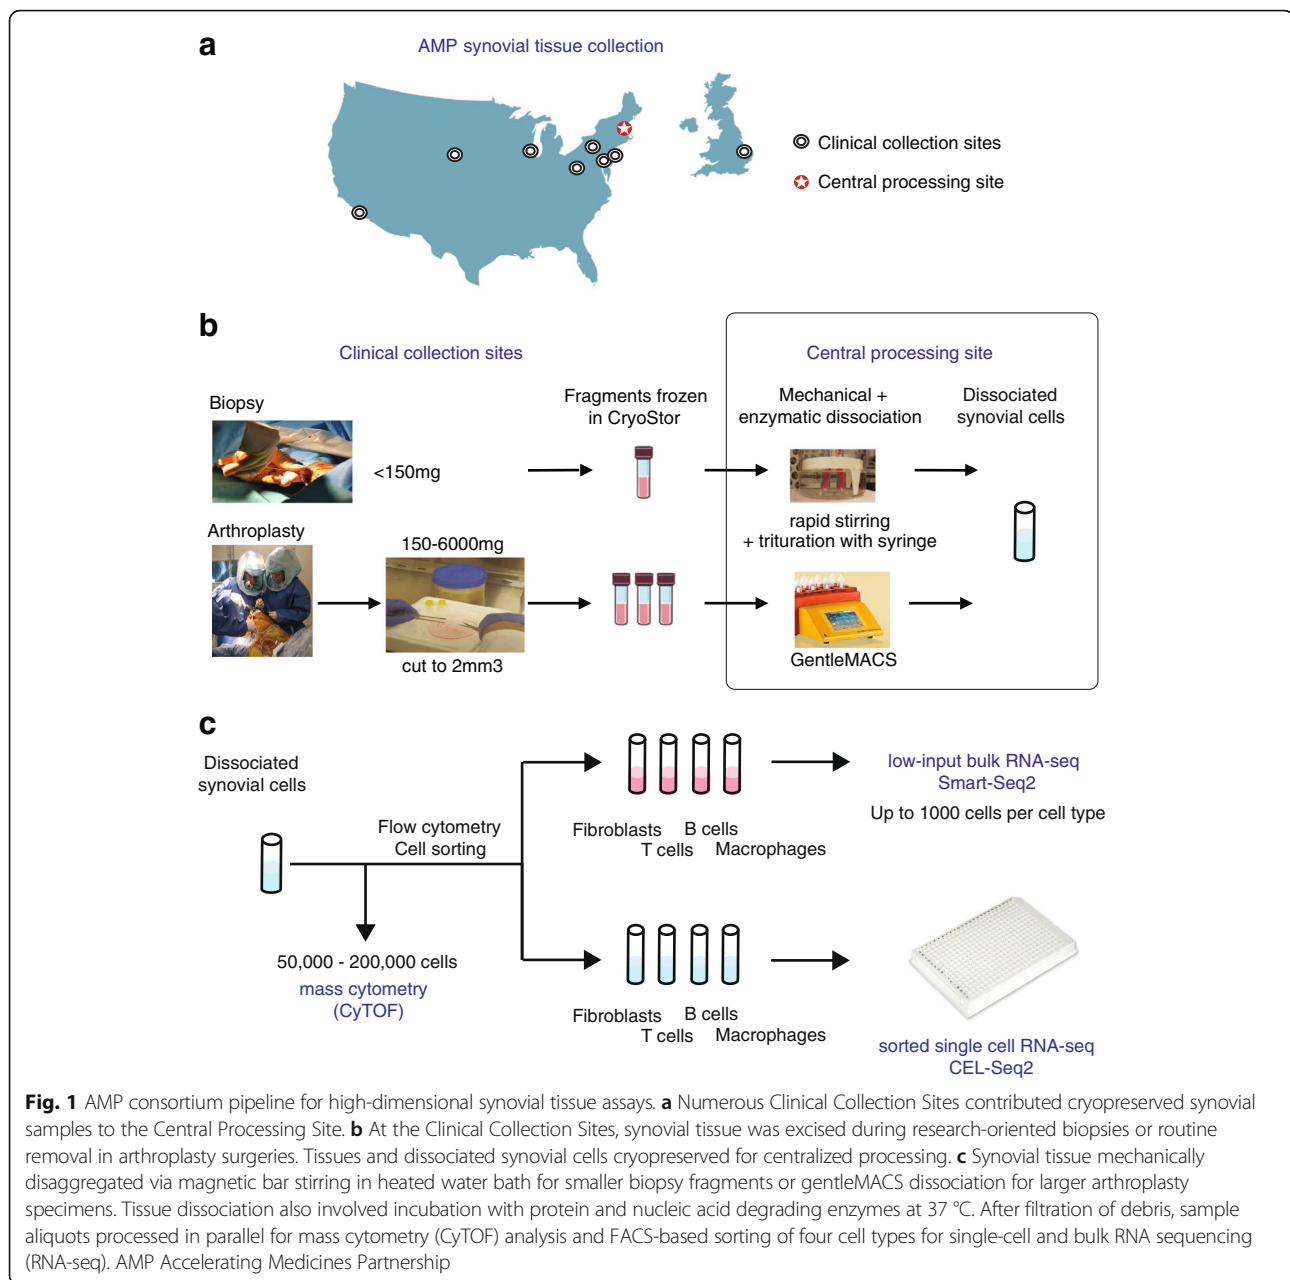 a
AMP synovial tissue collection
Clinical collection sites
Central processing site
b
Clinical collection sites
Central processing site
Biopsy
<150mg
Fragments frozen
in CryoStor
Mechanical +
enzymatic dissociation
Dissociated
synovial cells
rapid stirring
+ trituration with syringe
Arthroplasty
150-6000mg
cut to 2mm3
GentleMACS
c
Dissociated
synovial cells
Flow cytometry
Cell sorting
50,000 - 200,000 cells
mass cytometry
(CyTOF)
Fibroblasts B cells
T cells Macrophages
low-input bulk RNA-seq
Smart-Seq2
Up to 1000 cells per cell type
Fibroblasts B cells
T cells Macrophages
sorted single cell RNA-seq
CEL-Seq2
Fig. 1 AMP consortium pipeline for high-dimensional synovial tissue assays. a Numerous Clinical Collection Sites contributed cryopreserved synovial
samples to the Central Processing Site. b At the Clinical Collection Sites, synovial tissue was excised during research-oriented biopsies or routine
removal in arthroplasty surgeries. Tissues and dissociated synovial cells cryopreserved for centralized processing. c Synovial tissue mechanically
disaggregated via magnetic bar stirring in heated water bath for smaller biopsy fragments or gentleMACS dissociation for larger arthroplasty
specimens. Tissue dissociation also involved incubation with protein and nucleic acid degrading enzymes at 37 °C. After filtration of debris, sample
aliquots processed in parallel for mass cytometry (CyTOF) analysis and FACS-based sorting of four cell types for single-cell and bulk RNA sequencing
(RNA-seq). AMP Accelerating Medicines Partnership